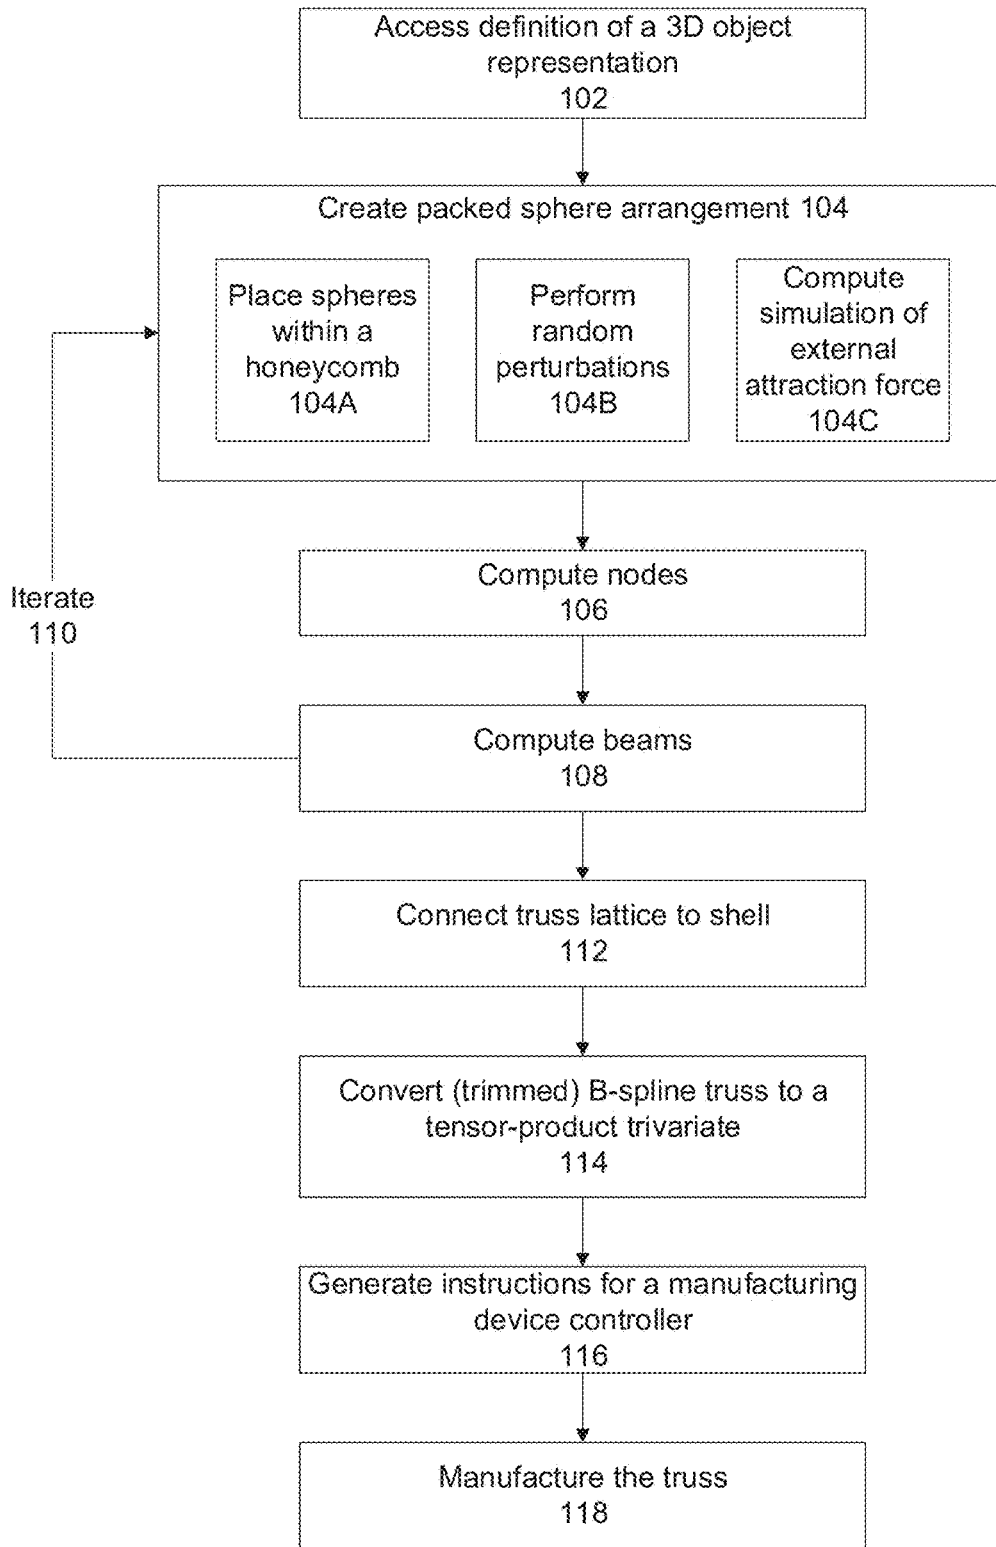 Access definition of a 3D object
representation
102
Create packed sphere arrangement 104
Place spheres
within a
honeycomb
104A
Perform
random
perturbations
104B
Compute
simulation of
external
attraction force
104C
Compute nodes
106
Iterate
110
Compute beams
108
Connect truss lattice to shell
112
Convert (trimmed) B-spline truss to a
tensor-product trivariate
114
Generate instructions for a manufacturing
device controller
116
Manufacture the truss
118